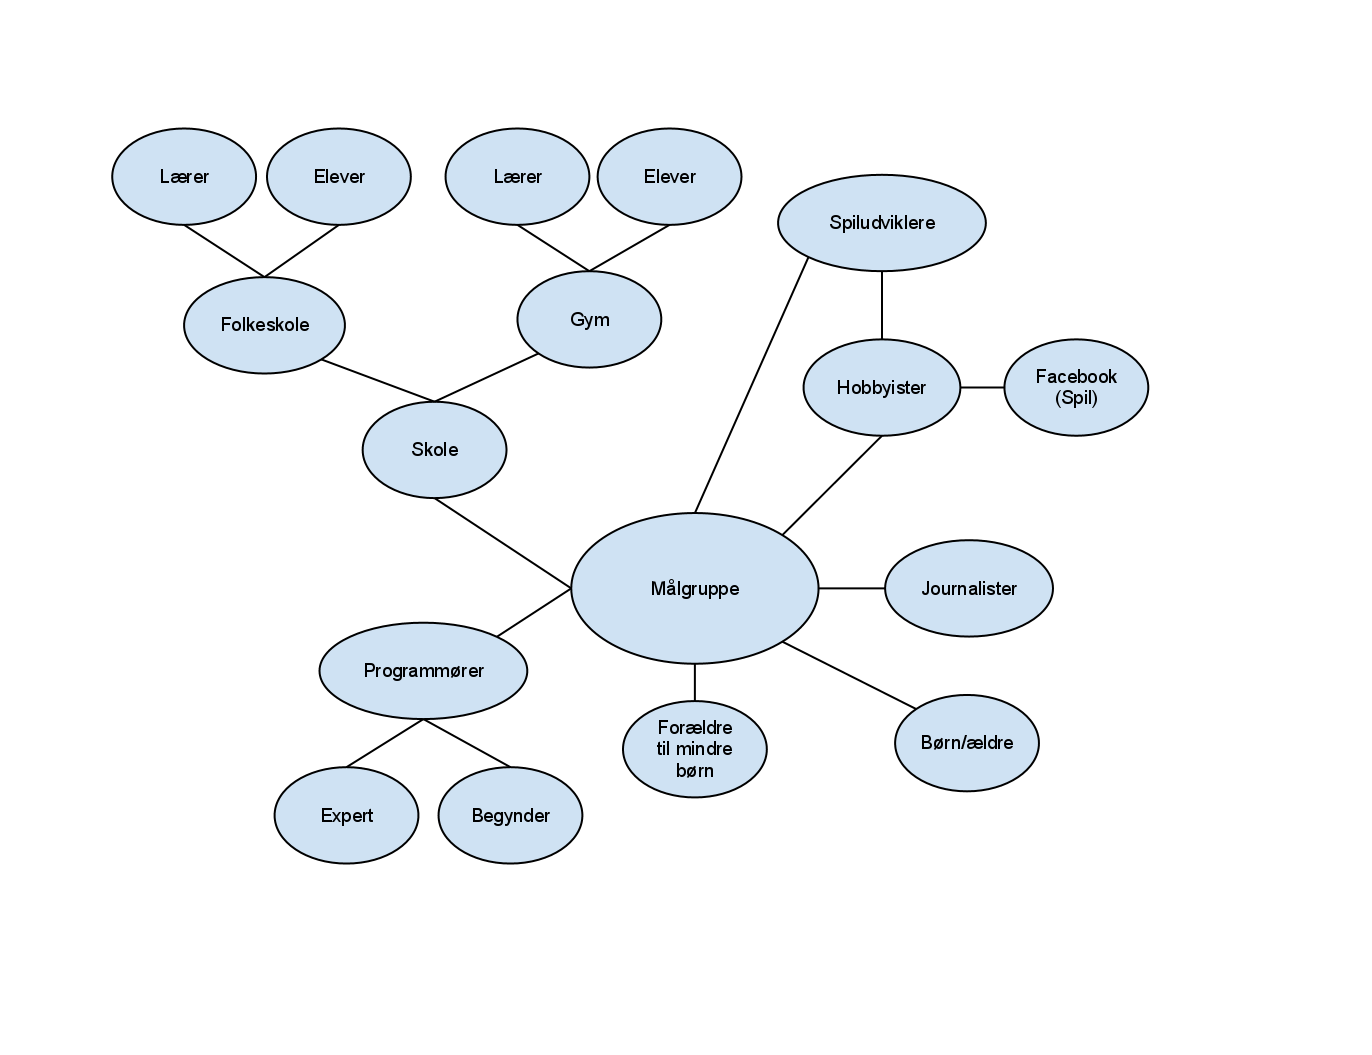 Lærer
Elever
Lærer
Elever
Spiludviklere
Folkeskole
Gym
Hobbyister
Facebook
(Spil)
Skole
Målgruppe
Journalister
Programmører
Forældre
til mindre
børn
Børn/ældre
Expert
Begynder